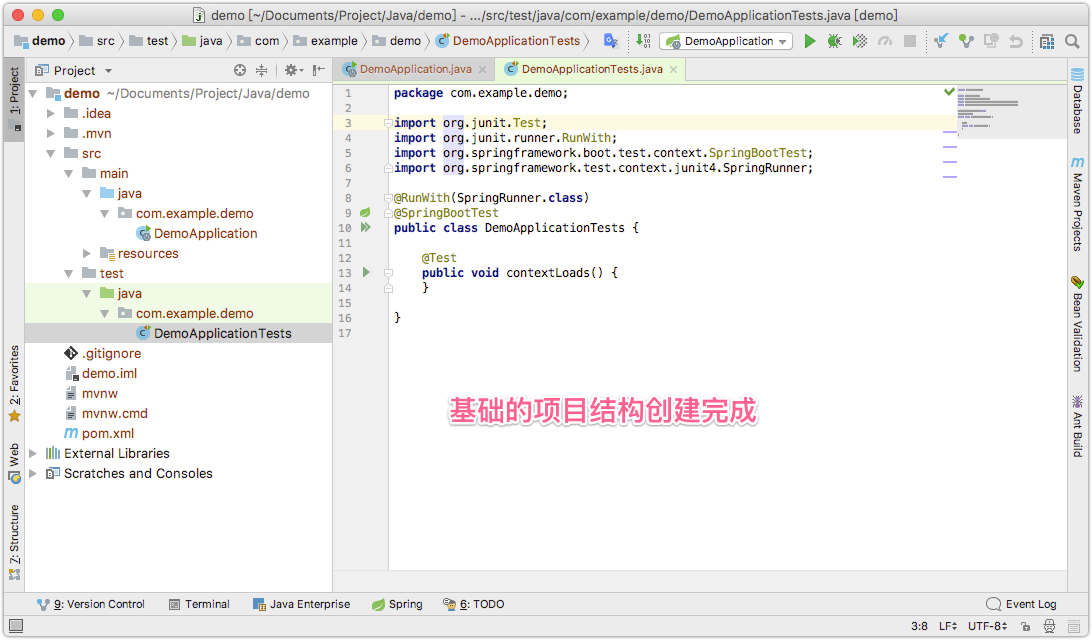 demo [~/Documents/Project/Java/demo] - .../src/test/java/com/example/demo/DemoApplicationTests.java [demo]
demo src test java com example demo DemoApplicationTests DemoApplication
1: Project
2: Favorites
Web
7: Structure
Project
demo ~/Documents/Project/Java/demo
.idea
.mvn
src
main
java
com.example.demo
DemoApplication
resources
test
java
com.example.demo
DemoApplicationTests
.gitignore
demo.iml
mvnw
mvnw.cmd
pom.xml
External Libraries
Scratches and Consoles
DemoApplication.java DemoApplicationTests.java
1 package com.example.demo;
2
3 import org.junit.Test;
4 import org.junit.runner.RunWith;
5 import org.springframework.boot.test.context.SpringBootTest;
6 import org.springframework.test.context.junit4.SpringRunner;
7
8 @RunWith(SpringRunner.class)
9 @SpringBootTest
10 public class DemoApplicationTests {
11
12 @Test
13 public void contextLoads() {
14 }
15
16 }
17
基础的项目结构创建完成
Database
Maven Projects
Bean Validation
Ant Build
9: Version Control Terminal Java Enterprise Spring 6: TODO Event Log
3:8 LF UTF-8